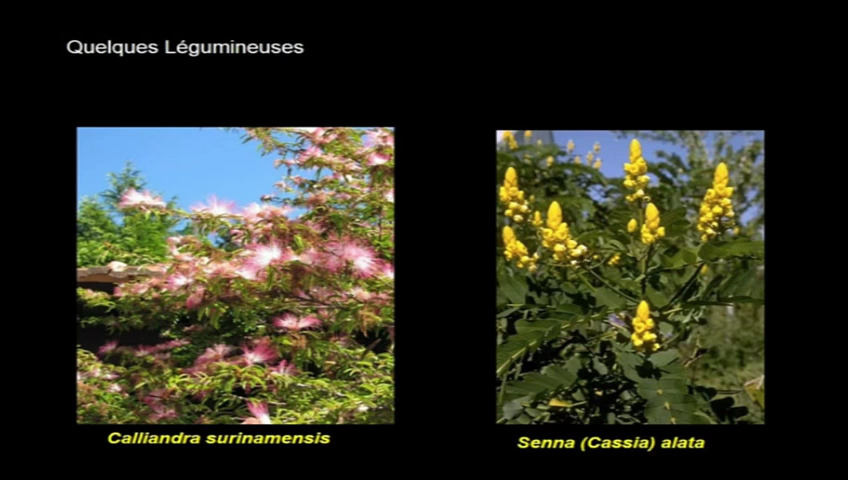 Quelques Légumineuses
Calliandra surinamensis
Senna (Cassia) alata